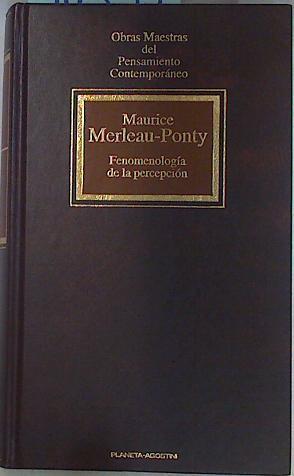 Obras Maestras
del
Pensamiento
Contemporáneo
Maurice
Merleau-Ponty
Fenomenología
de la percepción
PLANETA-AGOSTINI